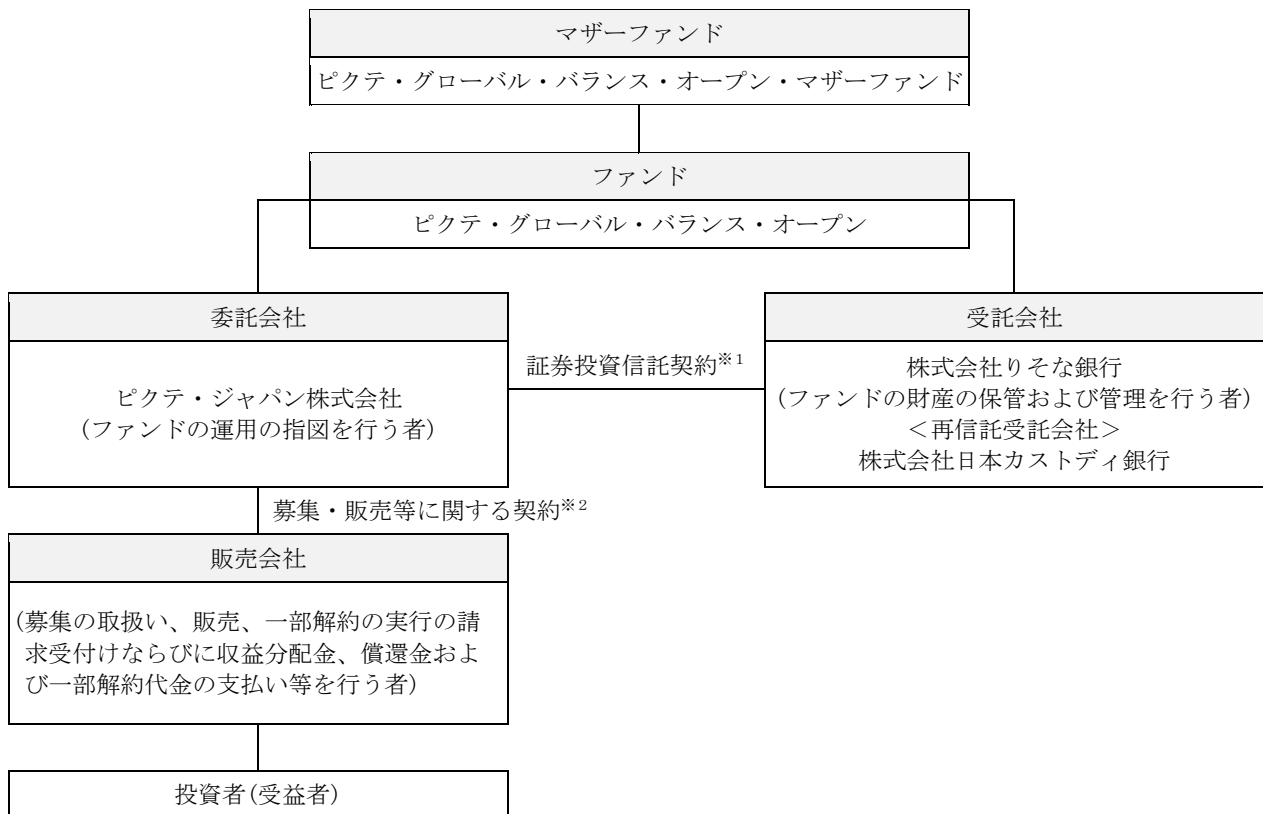 マザーファンド
ピクテ・グローバル・バランス・オープン・マザーファンド
ファンド
ピクテ・グローバル・バランス・オープン
委託会社
ピクテ・ジャパン株式会社
(ファンドの運用の指図を行う者)
証券投資信託契約※1
受託会社
株式会社りそな銀行
(ファンドの財産の保管および管理を行う者)
<再信託受託会社>
株式会社日本カストディ銀行
募集・販売等に関する契約※2
販売会社
(募集の取扱い、販売、一部解約の実行の請
求受付けならびに収益分配金、償還金およ
び一部解約代金の支払い等を行う者)
投資者(受益者)